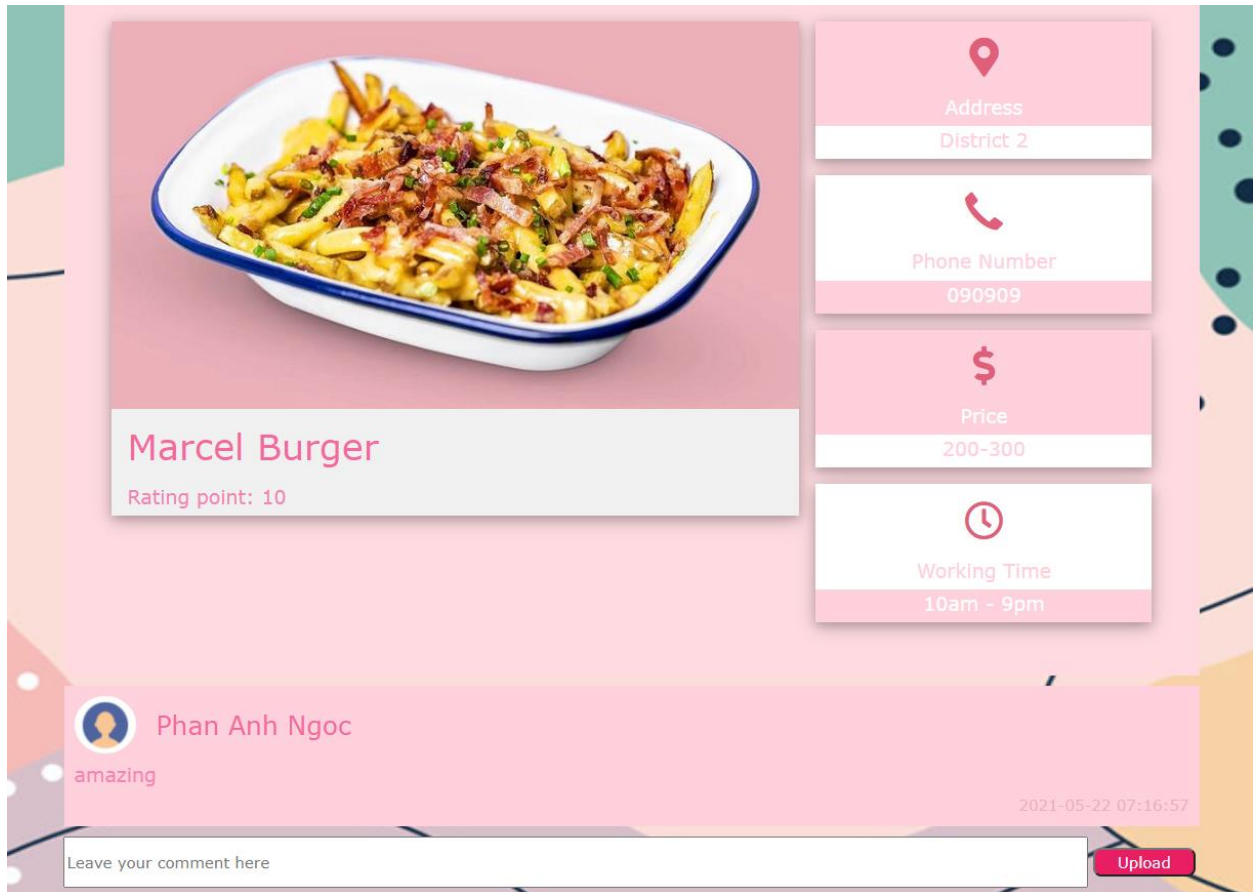 Address
District 2
Phone Number
090909
Price
200-300
Marcel Burger
Rating point: 10
Working Time
10am - 9pm
Phan Anh Ngoc
amazing
2021-05-22 07:16:57
Leave your comment here
Upload